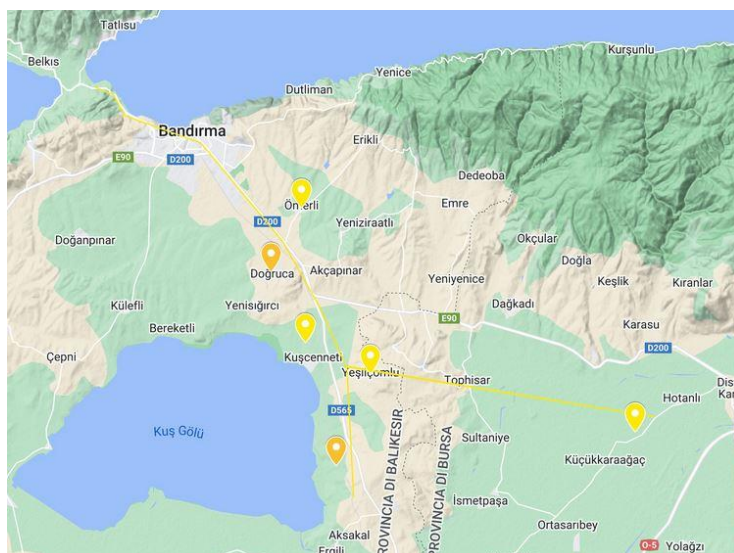 Tatlısu
Belkıs
Kurşunlu
Yenice
Dutliman
Bandırma
Erikli
E90
D200
Dedeoba
Ömerli
Emre
D200
Yeniziraatlı
Doğanpınar
Okçular
Doğruca
Akçapınar
Doğla
Yeniyenice
Keşlik
Kıranlar
Külefli
Yenisığırcı
Dağkadı
Bereketli
E90
Karasu
Çepni
Kuşcenneti
D200
Yeşilçomlu
Tophisar
Hotanlı
D565
Kuş Gölü
Sultaniye
Küçükkaraağaç
PROVINCIA DI BALIKESIR
PROVINCIA DI BURSA
İsmetpaşa
Ortasarıbey
Aksakal
O-5
Yolağzı
Ergili